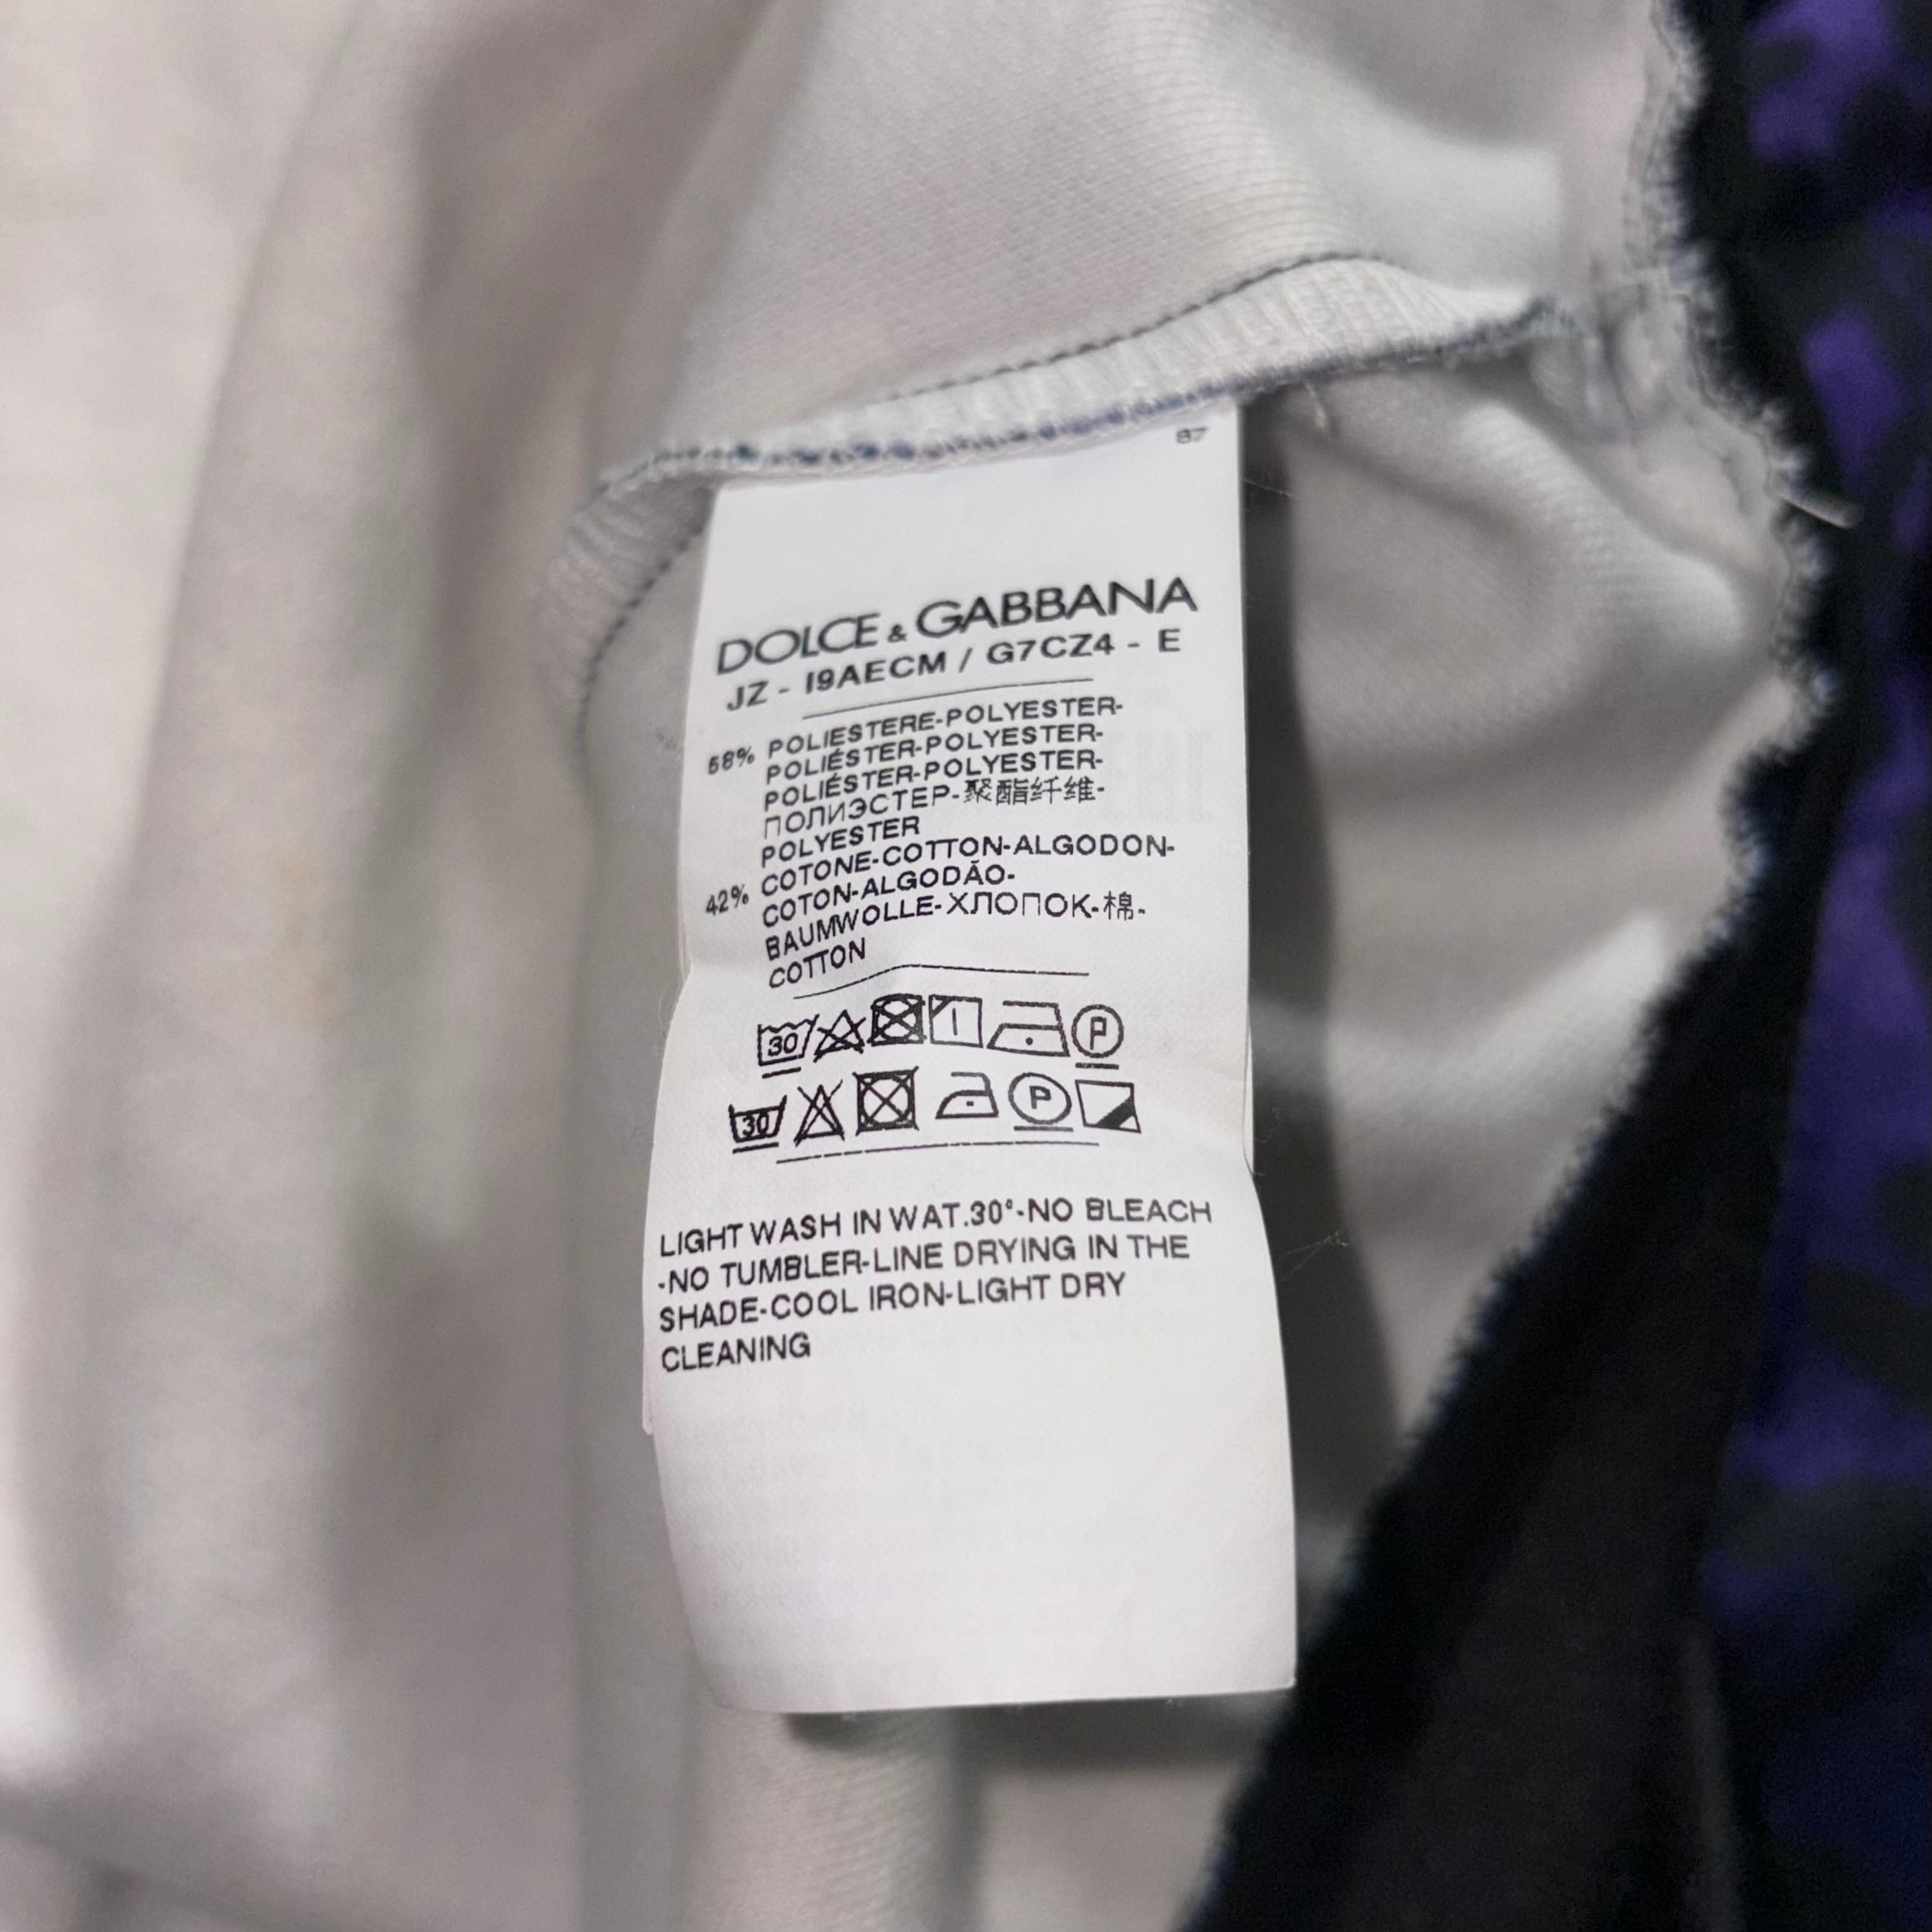 87
DOLCE & GABBANA
JZ - I9AECM / G7CZ4 - E
58% POLIESTERE-POLYESTER-
POLIÉSTER-POLYESTER-
POLIÉSTER-POLYESTER-
ПОЛИЭСТЕР-聚酯纤维-
POLYESTER
42% COTONE-COTTON-ALGODON-
COTON-ALGODÃO-
BAUMWOLLE-ХЛОПОК-棉-
COTTON
30 P
30 P
LIGHT WASH IN WAT.30°-NO BLEACH
-NO TUMBLER-LINE DRYING IN THE
SHADE-COOL IRON-LIGHT DRY
CLEANING